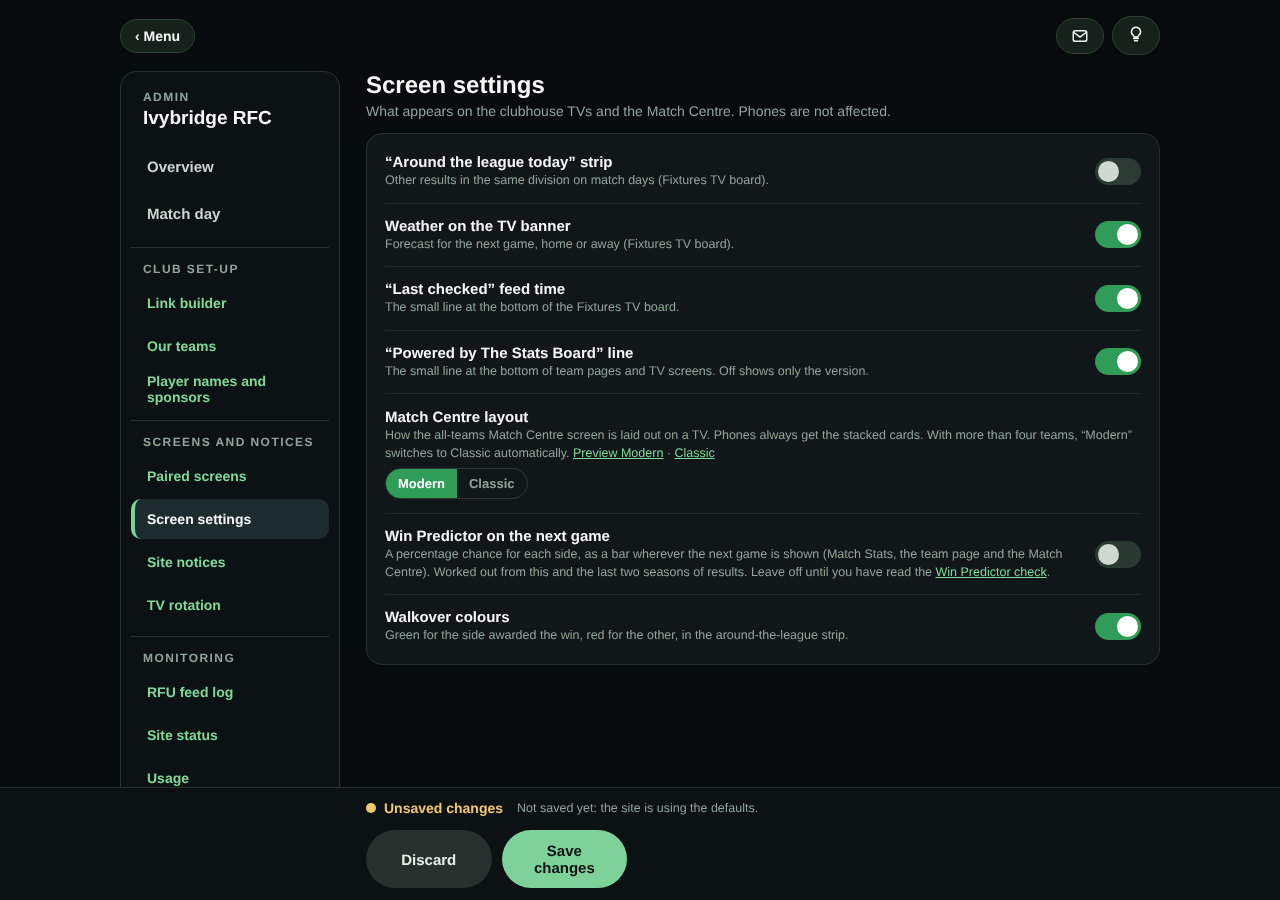 ‹ Menu
ADMIN
Ivybridge RFC
Overview
Match day
CLUB SET-UP
Link builder
Our teams
Player names and
sponsors
SCREENS AND NOTICES
Paired screens
Screen settings
Site notices
TV rotation
MONITORING
RFU feed log
Site status
Usage
Screen settings
What appears on the clubhouse TVs and the Match Centre. Phones are not affected.
“Around the league today” strip
Other results in the same division on match days (Fixtures TV board).
Weather on the TV banner
Forecast for the next game, home or away (Fixtures TV board).
“Last checked” feed time
The small line at the bottom of the Fixtures TV board.
“Powered by The Stats Board” line
The small line at the bottom of team pages and TV screens. Off shows only the version.
Match Centre layout
How the all-teams Match Centre screen is laid out on a TV. Phones always get the stacked cards. With more than four teams, “Modern”
switches to Classic automatically. Preview Modern · Classic
Modern Classic
Win Predictor on the next game
A percentage chance for each side, as a bar wherever the next game is shown (Match Stats, the team page and the Match
Centre). Worked out from this and the last two seasons of results. Leave off until you have read the Win Predictor check.
Walkover colours
Green for the side awarded the win, red for the other, in the around-the-league strip.
Unsaved changes Not saved yet: the site is using the defaults.
Discard
Save
changes